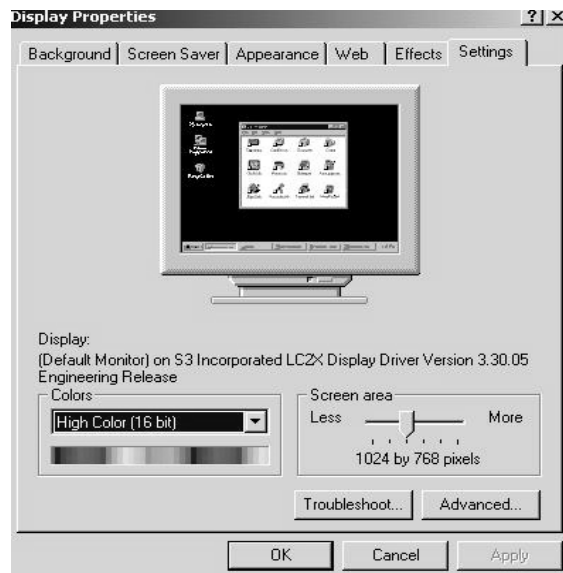 Display Properties
? X
Background Screen Saver Appearance Web Effects Settings
Display:
(Default Monitor) on S3 Incorporated LC2X Display Driver Version 3.30.05
Engineering Release
Colors
High Color (16 bit)
Screen area
Less More
1024 by 768 pixels
Troubleshoot... Advanced...
OK Cancel Apply